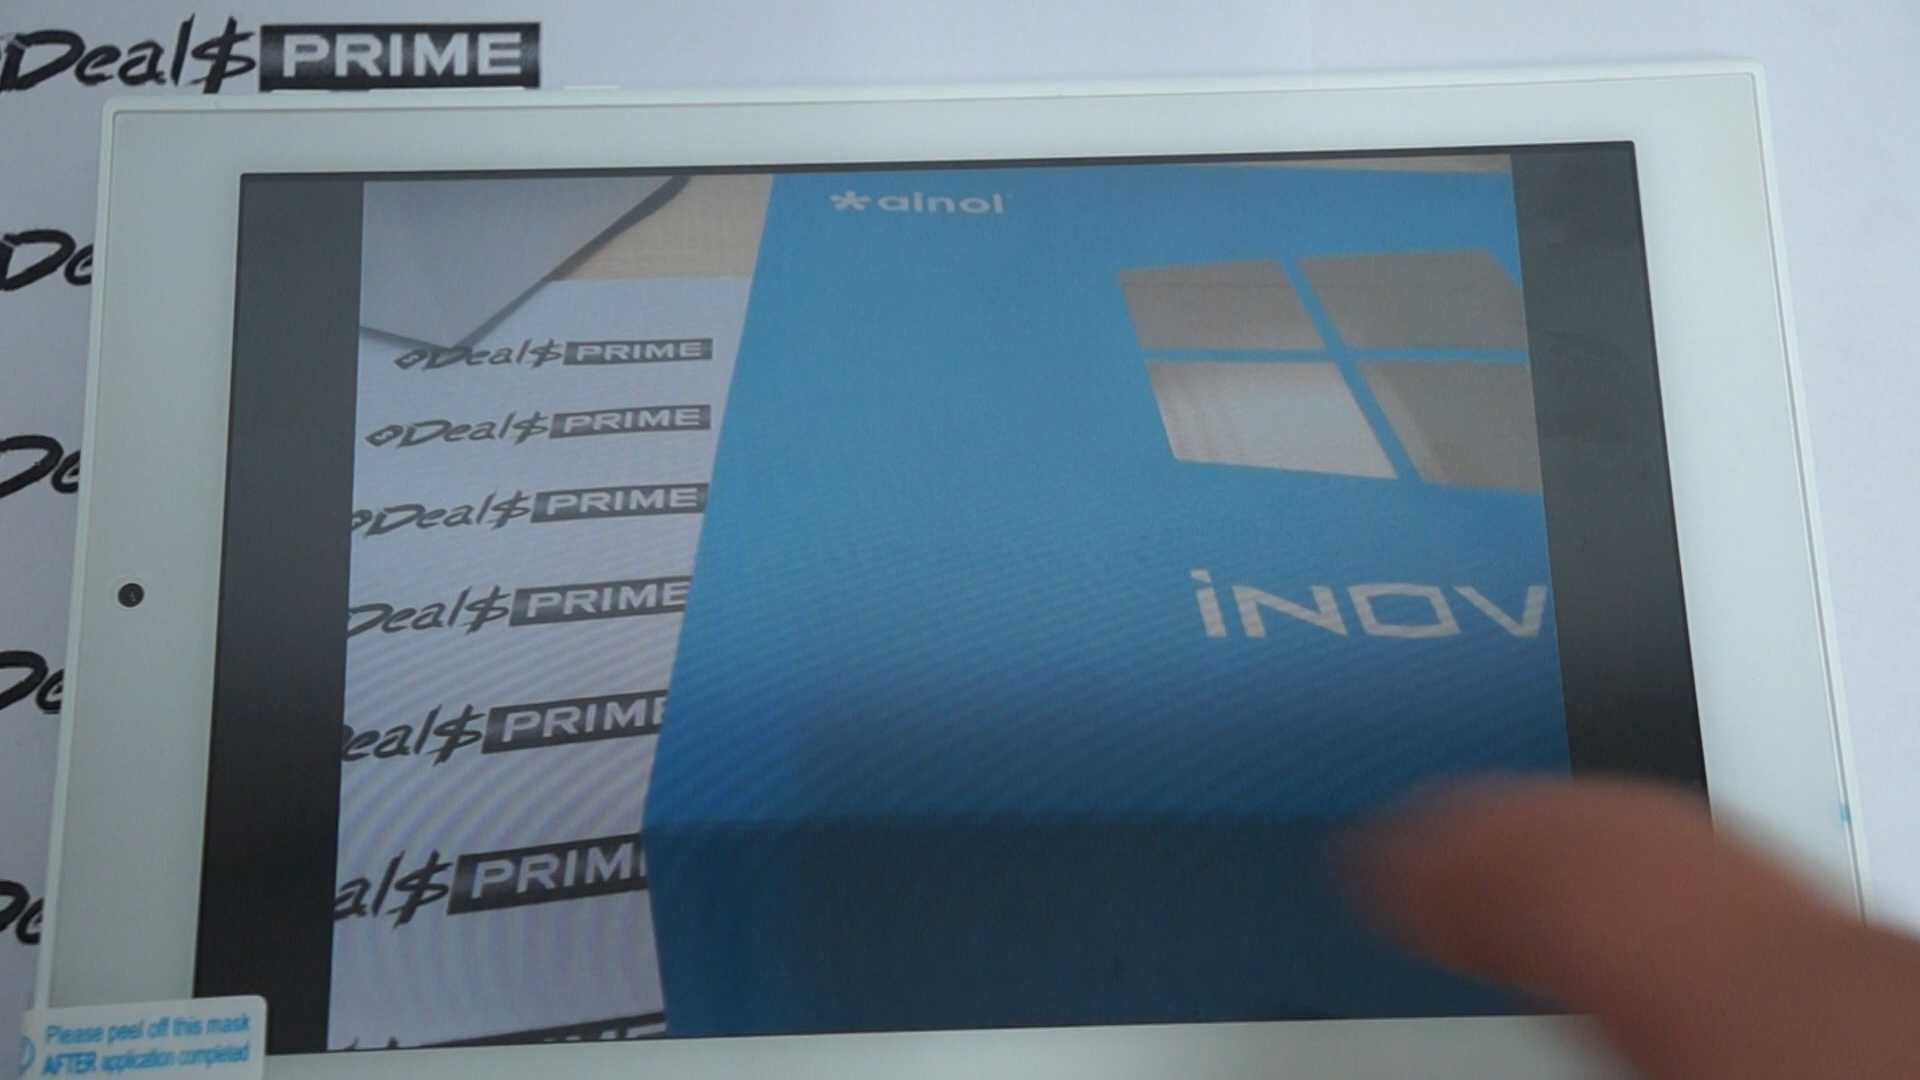 Deal$ PRIME
De
De
De
De
ainol
Deal$ PRIME
Deal$ PRIME
Deal$ PRIME
Deal$ PRIME
eal$ PRIME
al$ PRIM
iNOV
Please peel off this mask
AFTER application completed